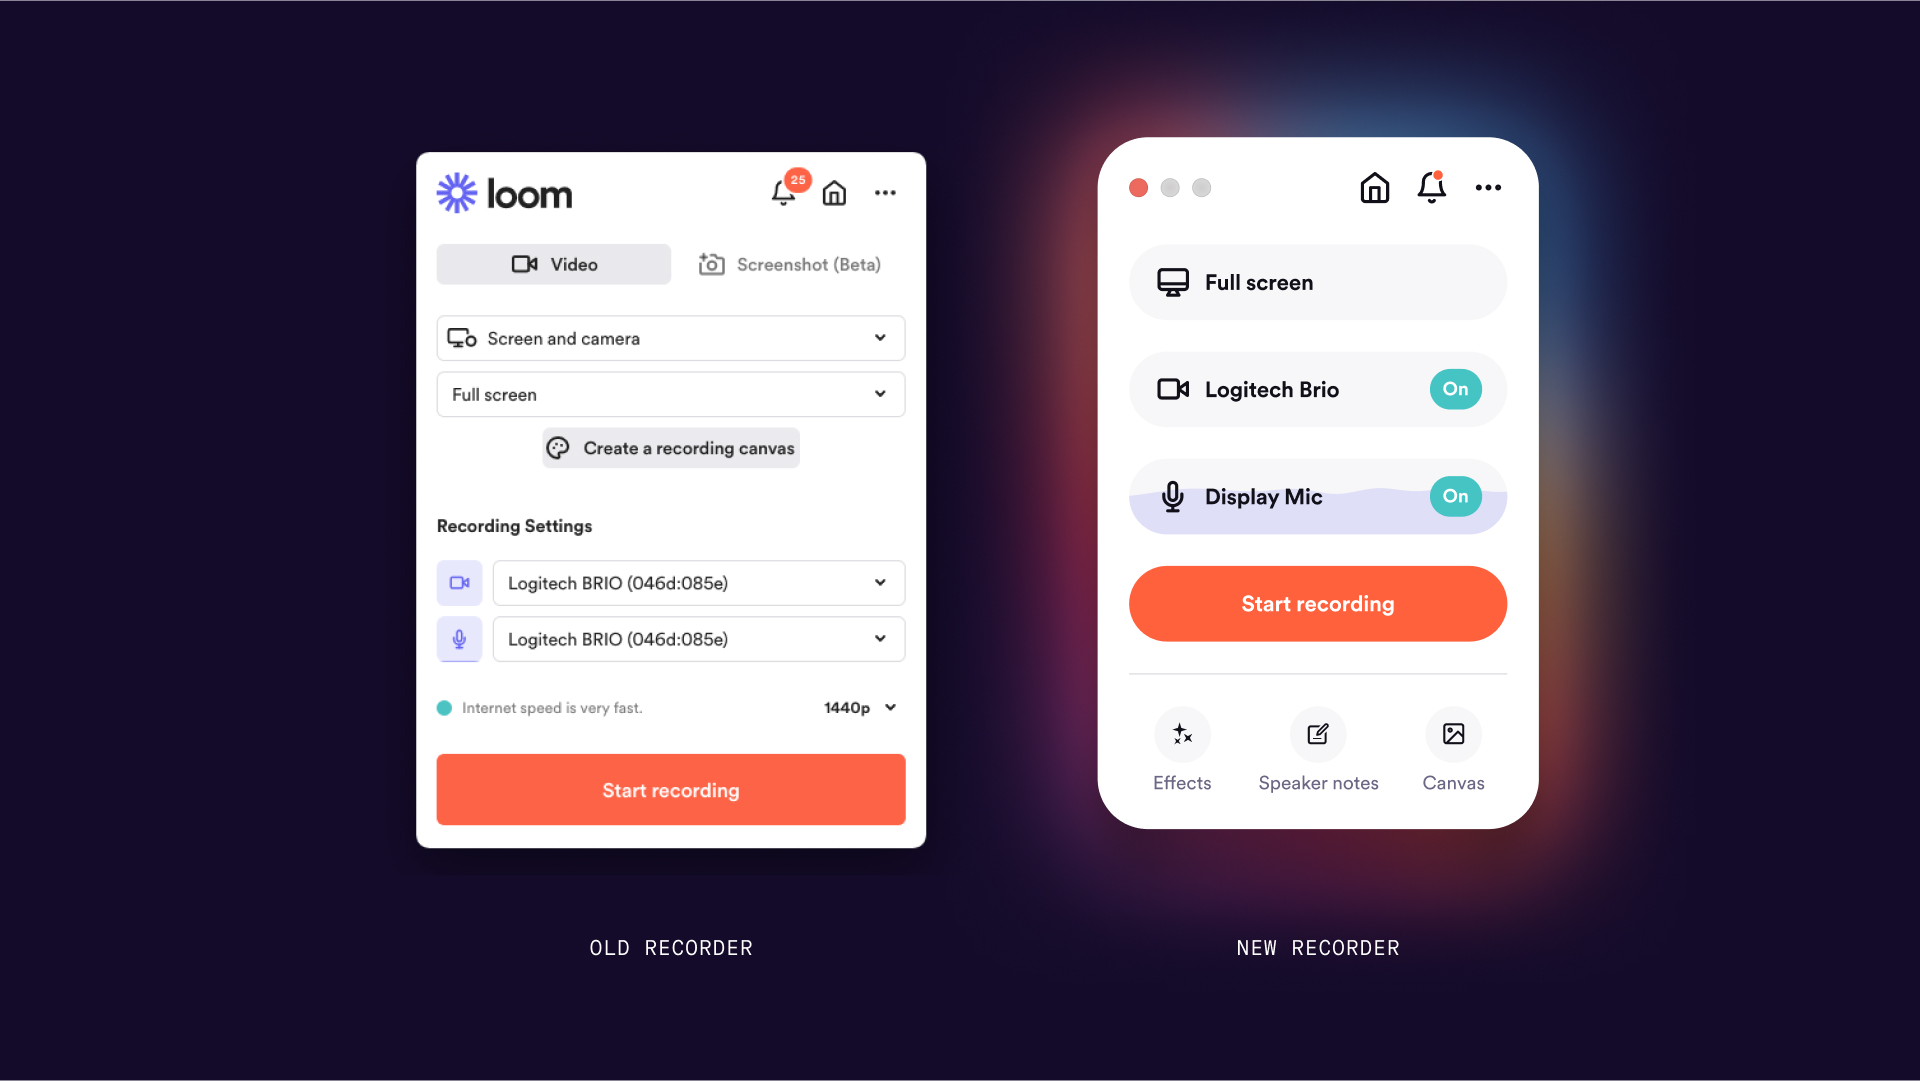 loom
25
Video
Screenshot (Beta)
Screen and camera
Full screen
Create a recording canvas
Recording Settings
Logitech BRIO (046d:085e)
Logitech BRIO (046d:085e)
Internet speed is very fast.
1440p
Start recording
OLD RECORDER
Full screen
Logitech Brio
On
Display Mic
On
Start recording
Effects
Speaker notes
Canvas
NEW RECORDER